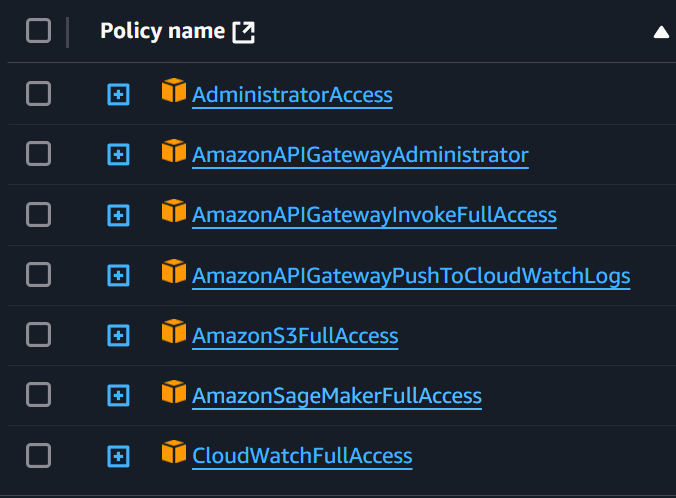 Policy name
AdministratorAccess
AmazonAPIGatewayAdministrator
AmazonAPIGatewayInvokeFullAccess
AmazonAPIGatewayPushToCloudWatchLogs
AmazonS3FullAccess
AmazonSageMakerFullAccess
CloudWatchFullAccess